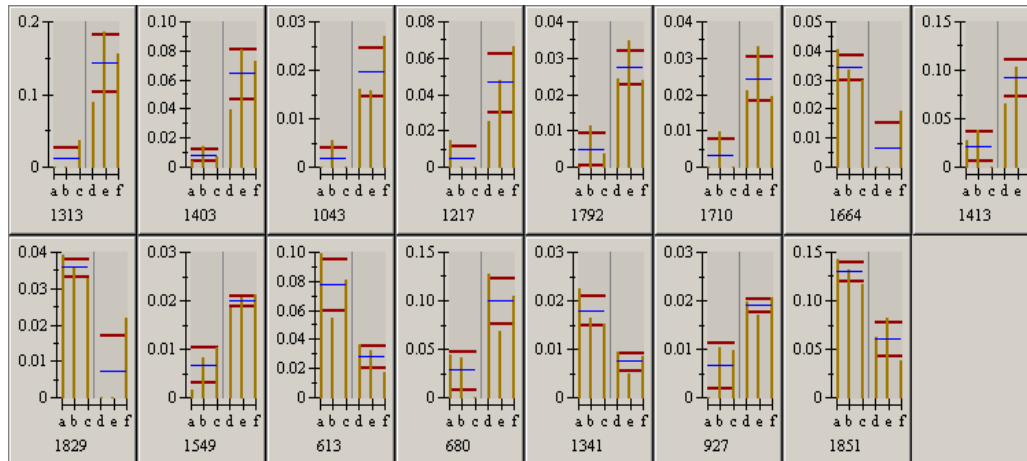 0.2 0.10 0.03 0.08 0.04 0.04 0.05 0.15
0.08 0.04
0.06 0.02 0.06 0.03 0.03 0.10
0.1 0.04 0.02 0.02 0.03
0.04 0.01 0.02 0.05
0.02 0.02 0.01 0.01 0.01
0 0 0 0 0 0 0 0
a b c d e f a b c d e f a b c d e f a b c d e f a b c d e f a b c d e f a b c d e f a b c d e f
1313 1403 1043 1217 1792 1710 1664 1413
0.04 0.03 0.10 0.15 0.03 0.03 0.15
0.03 0.08
0.02 0.06 0.10 0.02 0.02 0.10
0.02 0.04
0.01 0.01 0.05 0.01 0.01 0.05
0.01 0.02
0 0 0 0 0 0 0
a b c d e f a b c d e f a b c d e f a b c d e f a b c d e f a b c d e f a b c d e f
1829 1549 613 680 1341 927 1851